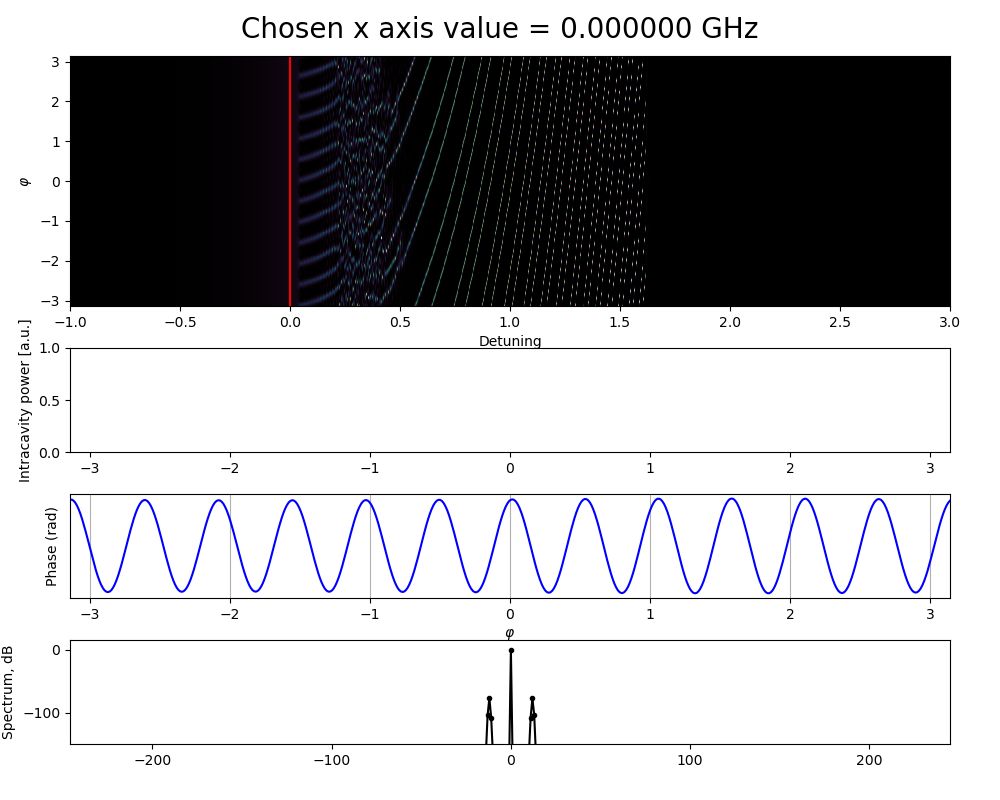 Chosen x axis value = 0.000000 GHz
3
2
1
0
−1
−2
−3
φ
−1.0 −0.5 0.0 0.5 1.0 1.5 2.0 2.5 3.0
Detuning
Intracavity power [a.u.]
1.0
0.5
0.0
−3 −2 −1 0 1 2 3
Phase (rad)
−3 −2 −1 0 1 2 3
φ
Spectrum, dB
0
−100
−200 −100 0 100 200